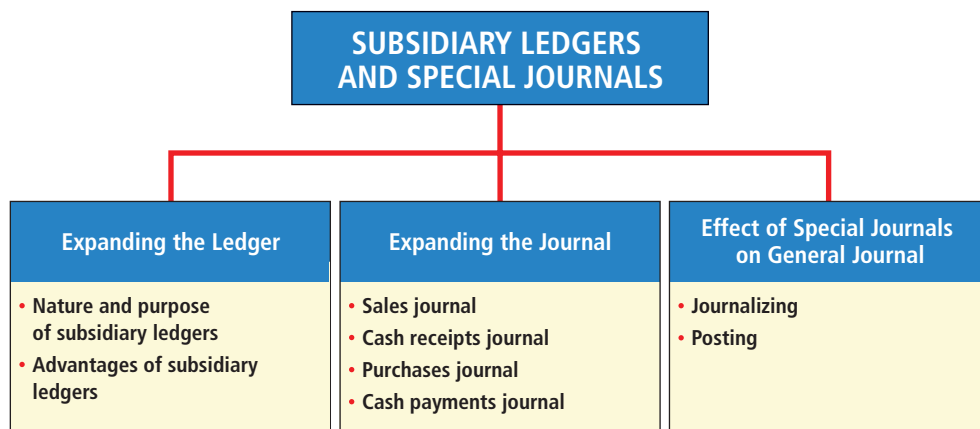 SUBSIDIARY LEDGERS
AND SPECIAL JOURNALS
Expanding the Ledger
• Nature and purpose
of subsidiary ledgers
• Advantages of subsidiary
ledgers
Expanding the Journal
• Sales journal
• Cash receipts journal
• Purchases journal
• Cash payments journal
Effect of Special Journals
on General Journal
• Journalizing
• Posting